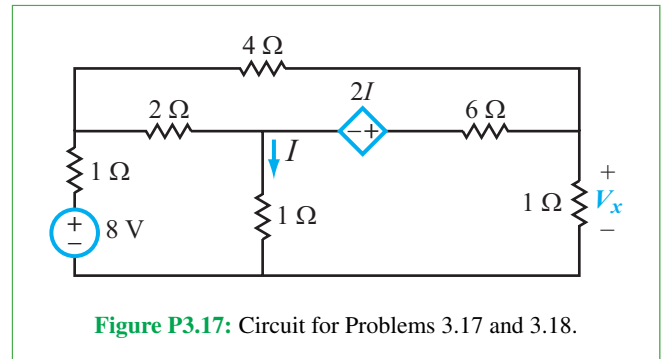 4 Ω
2I
2 Ω
6 Ω
I
1 Ω
+
− +
1 Ω
1 Ω
Vx
+
−
8 V
−
Figure P3.17: Circuit for Problems 3.17 and 3.18.